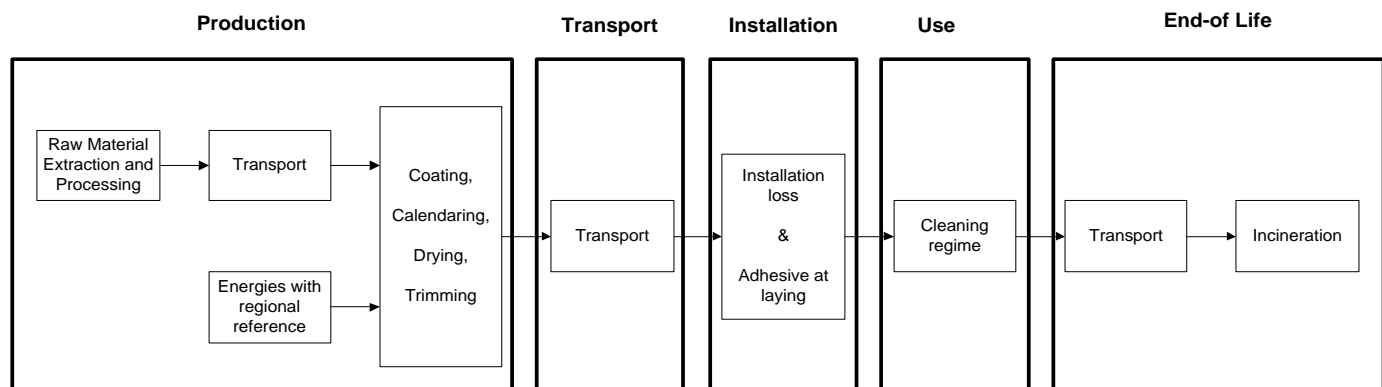 Production
Transport
Installation
Use
End-of Life
Raw Material
Extraction and
Processing
Transport
Energies with
regional
reference
Coating,
Calendaring,
Drying,
Trimming
Transport
Installation
loss
&
Adhesive at
laying
Cleaning
regime
Transport
Incineration